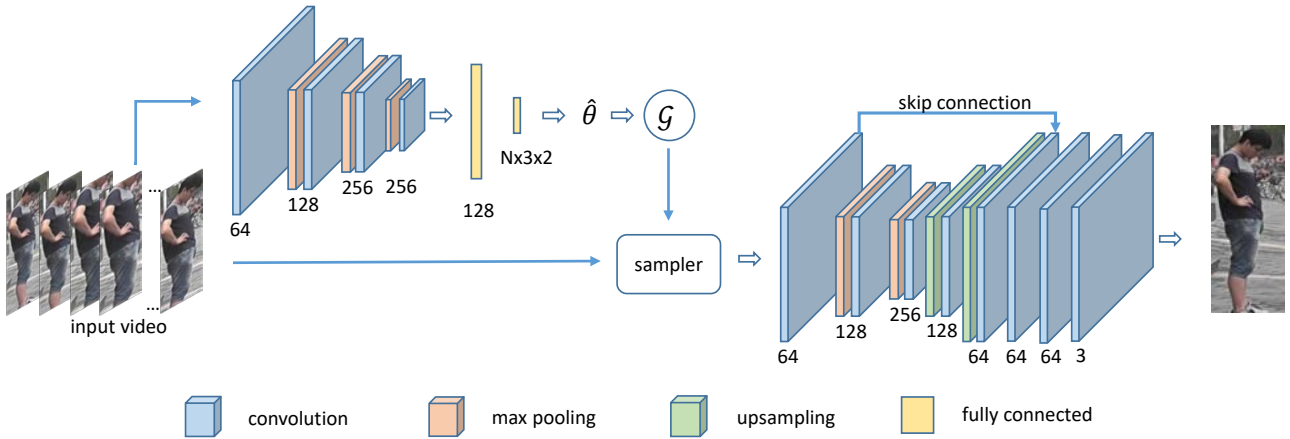 skip connection
θ̂
𝒢
Nx3x2
64
128
256
256
128
...
...
input video
sampler
64
128
256
128
64
64
64
3
convolution
max pooling
upsampling
fully connected